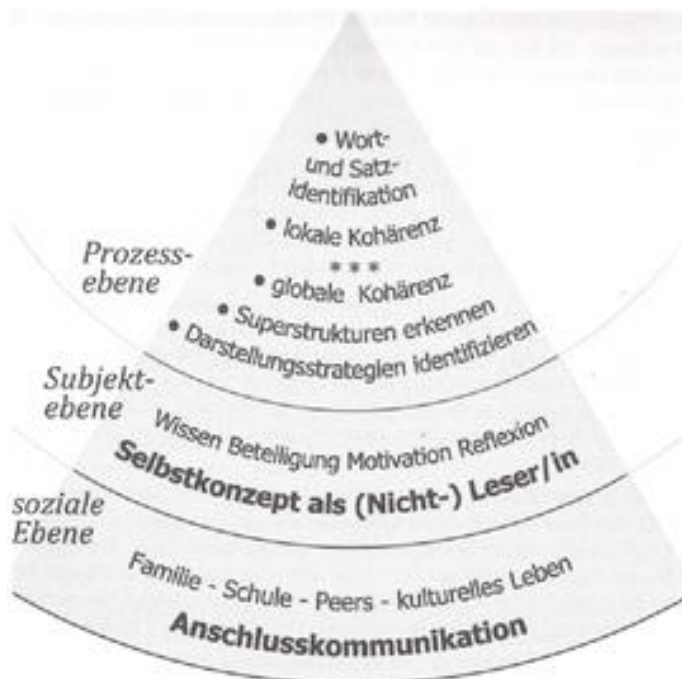 • Wort-
und Satz-
identifikation
• lokale Kohärenz
* * *
• globale Kohärenz
• Superstrukturen erkennen
• Darstellungsstrategien identifizieren
Prozess-
ebene
Wissen Beteiligung Motivation Reflexion
Selbstkonzept als (Nicht-) Leser/in
Subjekt-
ebene
Familie - Schule - Peers - kulturelles Leben
Anschlusskommunikation
soziale
Ebene